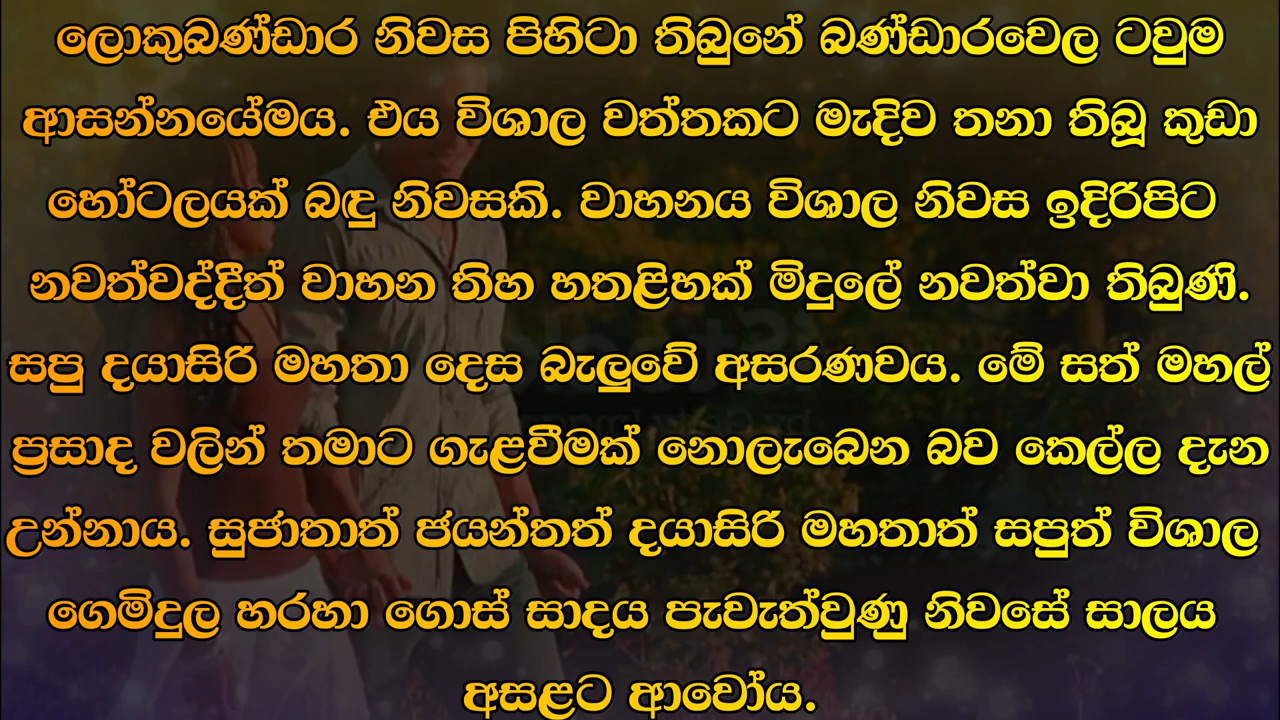 ලොකුබණ්ඩාර නිවස පිහිටා තිබුනේ බණ්ඩාරවෙල ටවුම
ආසන්නයේමය. එය විශාල වත්තකට මැදිව තනා තිබූ කුඩා
හෝටලයක් බඳු නිවසකි. වාහනය විශාල නිවස ඉදිරිපිට
නවත්වද්දීත් වාහන තිහ හතළිහක් මිදුලේ නවත්වා තිබුණි.
සපු දයාසිරි මහතා දෙස බැලුවේ අසරණවය. මේ සත් මහල්
ප්‍රසාද වලින් තමාට ගැළවීමක් නොලැබෙන බව කෙල්ල දැන
උන්නාය. සුජාතාත් ජයන්තත් දයාසිරි මහතාත් සපුත් විශාල
ගෙමිදුල හරහා ගොස් සාදය පැවැත්වුණු නිවසේ සාලය
අසළට ආවෝය.